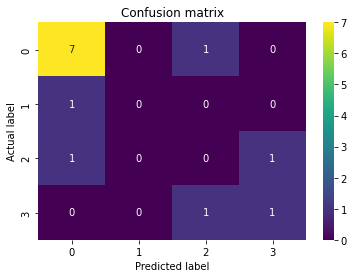 Confusion matrix
Actual label
0 7 0 1 0
1 1 0 0 0
2 1 0 0 1
3 0 0 1 1
0 1 2 3
Predicted label
7
6
5
4
3
2
1
0